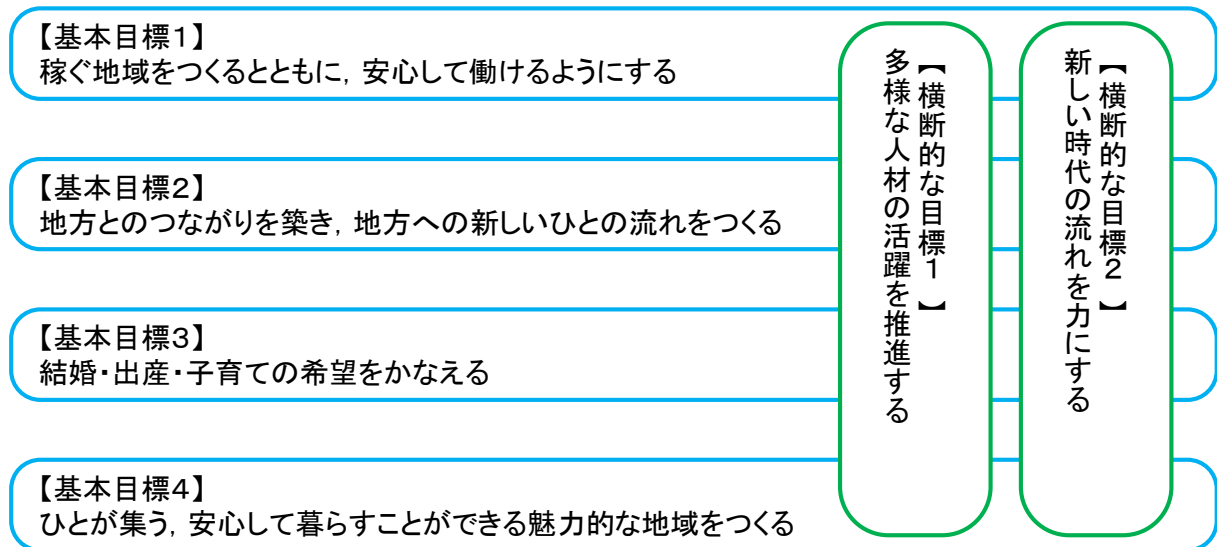 【基本目標1】
稼ぐ地域をつくるとともに，安心して働けるようにする
【基本目標2】
地方とのつながりを築き，地方への新しいひとの流れをつくる
【基本目標3】
結婚・出産・子育ての希望をかなえる
【基本目標4】
ひとが集う，安心して暮らすことができる魅力的な地域をつくる
【横断的な目標1】
多様な人材の活躍を推進する
【横断的な目標2】
新しい時代の流れを力にする